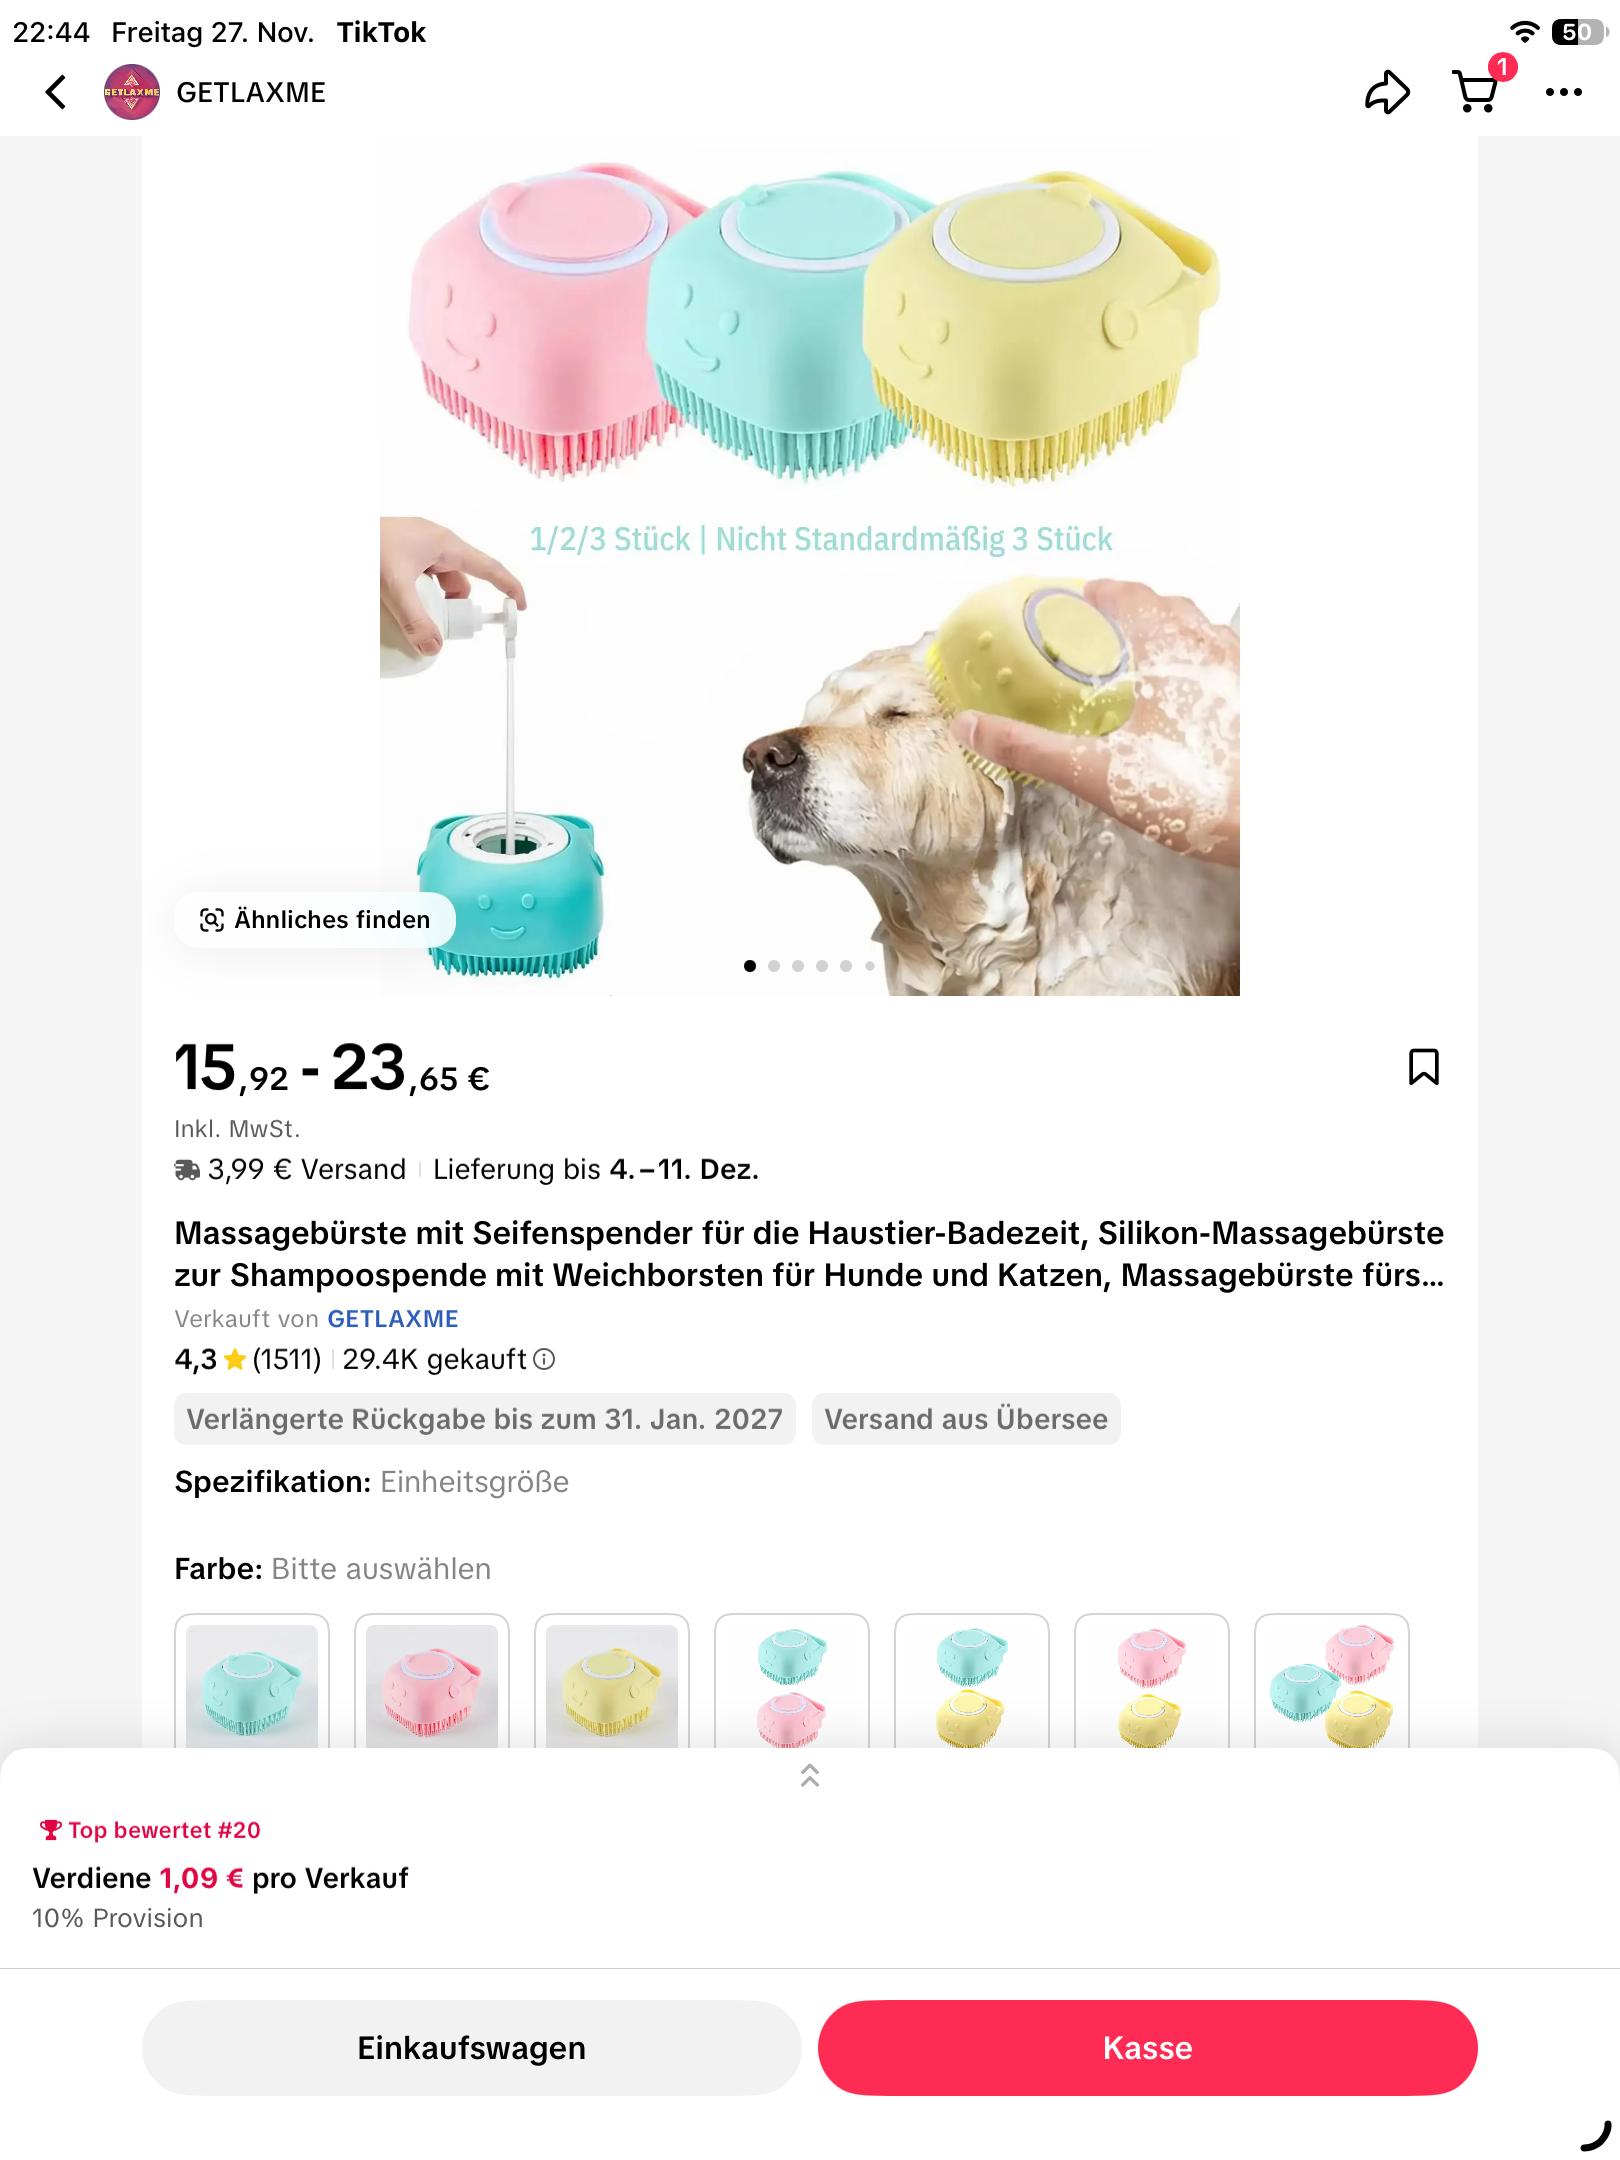 22:44 Freitag 27. Nov. TikTok
50
GETLAXME
GETLAXME
1
1/2/3 Stück | Nicht Standardmäßig 3 Stück
Ähnliches finden
15,92 - 23,65 €
Inkl. MwSt.
3,99 € Versand | Lieferung bis 4.–11. Dez.
Massagebürste mit Seifenspender für die Haustier-Badezeit, Silikon-Massagebürste
zur Shampoospende mit Weichborsten für Hunde und Katzen, Massagebürste fürs...
Verkauft von GETLAXME
4,3 (1511) | 29.4K gekauft
Verlängerte Rückgabe bis zum 31. Jan. 2027
Versand aus Übersee
Spezifikation: Einheitsgröße
Farbe: Bitte auswählen
Top bewertet #20
Verdiene 1,09 € pro Verkauf
10% Provision
Einkaufswagen
Kasse